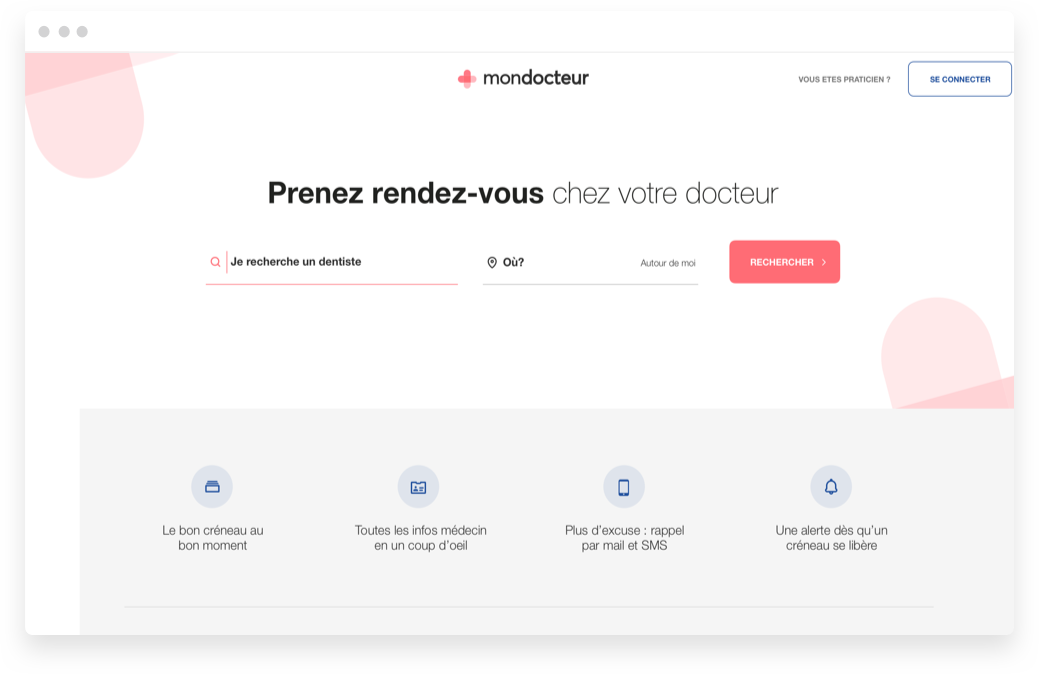 mondocteur
VOUS ETES PRATICIEN ?
SE CONNECTER
Prenez rendez-vous chez votre docteur
Je recherche un dentiste
Où?
Autour de moi
RECHERCHER
Le bon créneau au
bon moment
Toutes les infos médecin
en un coup d'oeil
Plus d'excuse : rappel
par mail et SMS
Une alerte dès qu'un
créneau se libère